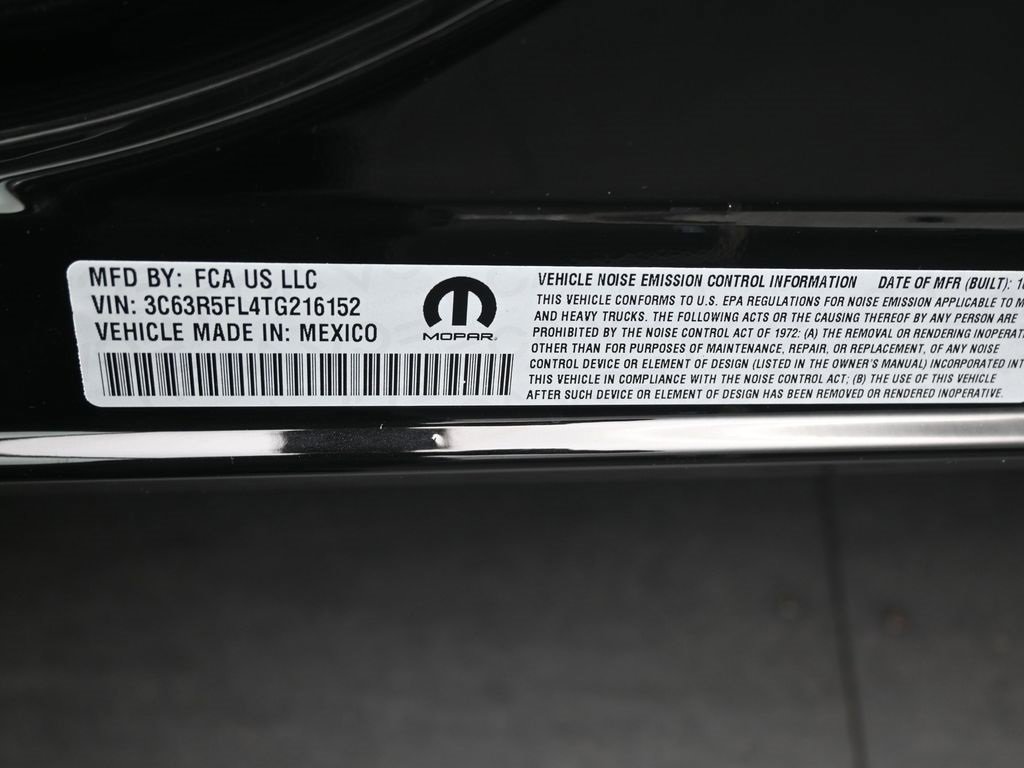 MFD BY: FCA US LLC
VIN: 3C63R5FL4TG216152
VEHICLE MADE IN: MEXICO
MOPAR
VEHICLE NOISE EMISSION CONTROL INFORMATION DATE OF MFR (BUILT):
THIS VEHICLE CONFORMS TO U.S. EPA REGULATIONS FOR NOISE EMISSION APPLICABLE TO
AND HEAVY TRUCKS. THE FOLLOWING ACTS OR THE CAUSING THEREOF BY ANY PERSON ARE
PROHIBITED BY THE NOISE CONTROL ACT OF 1972: (A) THE REMOVAL OR RENDERING
OTHER THAN FOR PURPOSES OF MAINTENANCE, REPAIR, OR REPLACEMENT, OF ANY NOISE
CONTROL DEVICE OR ELEMENT OF DESIGN (LISTED IN THE OWNER'S MANUAL) INCORPORATED
THIS VEHICLE IN COMPLIANCE WITH THE NOISE CONTROL ACT; (B) THE USE OF THIS VEHICLE
AFTER SUCH DEVICE OR ELEMENT OF DESIGN HAS BEEN REMOVED OR RENDERED INOPERATIVE.